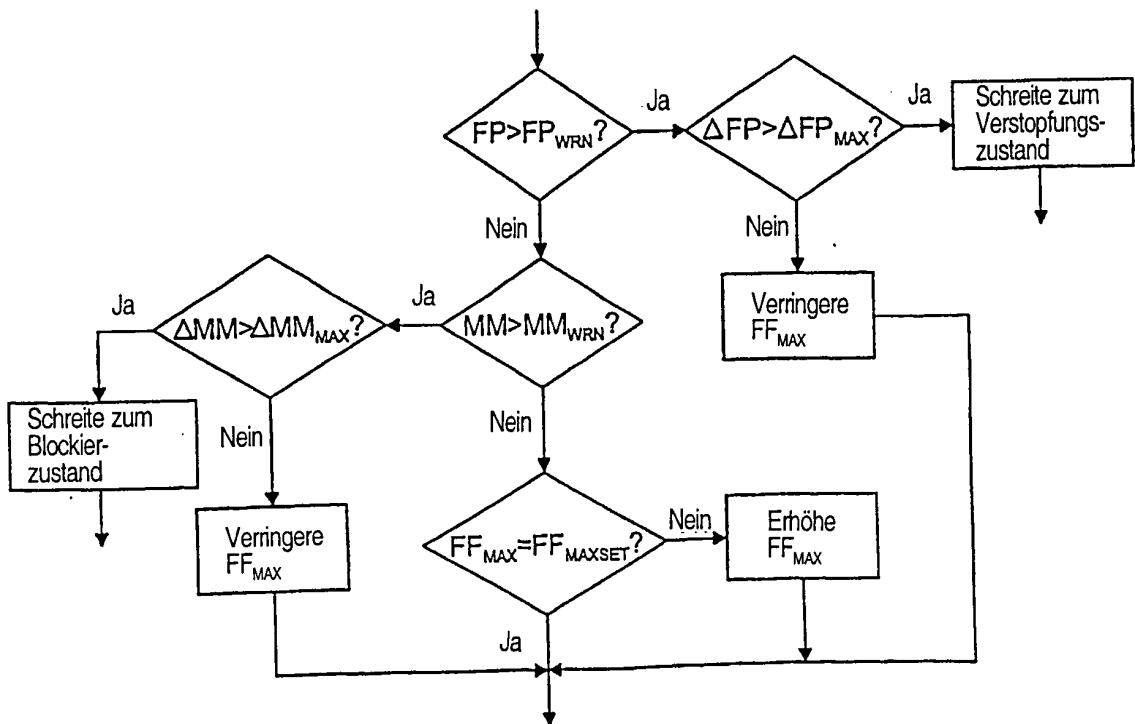 FP>FP_WRN?
Ja
ΔFP>ΔFP_MAX?
Ja
Schreite zum
Verstopfungs-
zustand
Nein
Nein
Verringere
FF_MAX
MM>MM_WRN?
Ja
ΔMM>ΔMM_MAX?
Ja
Schreite zum
Blockier-
zustand
Nein
Verringere
FF_MAX
Nein
FF_MAX=FF_MAXSET?
Nein
Erhöhe
FF_MAX
Ja